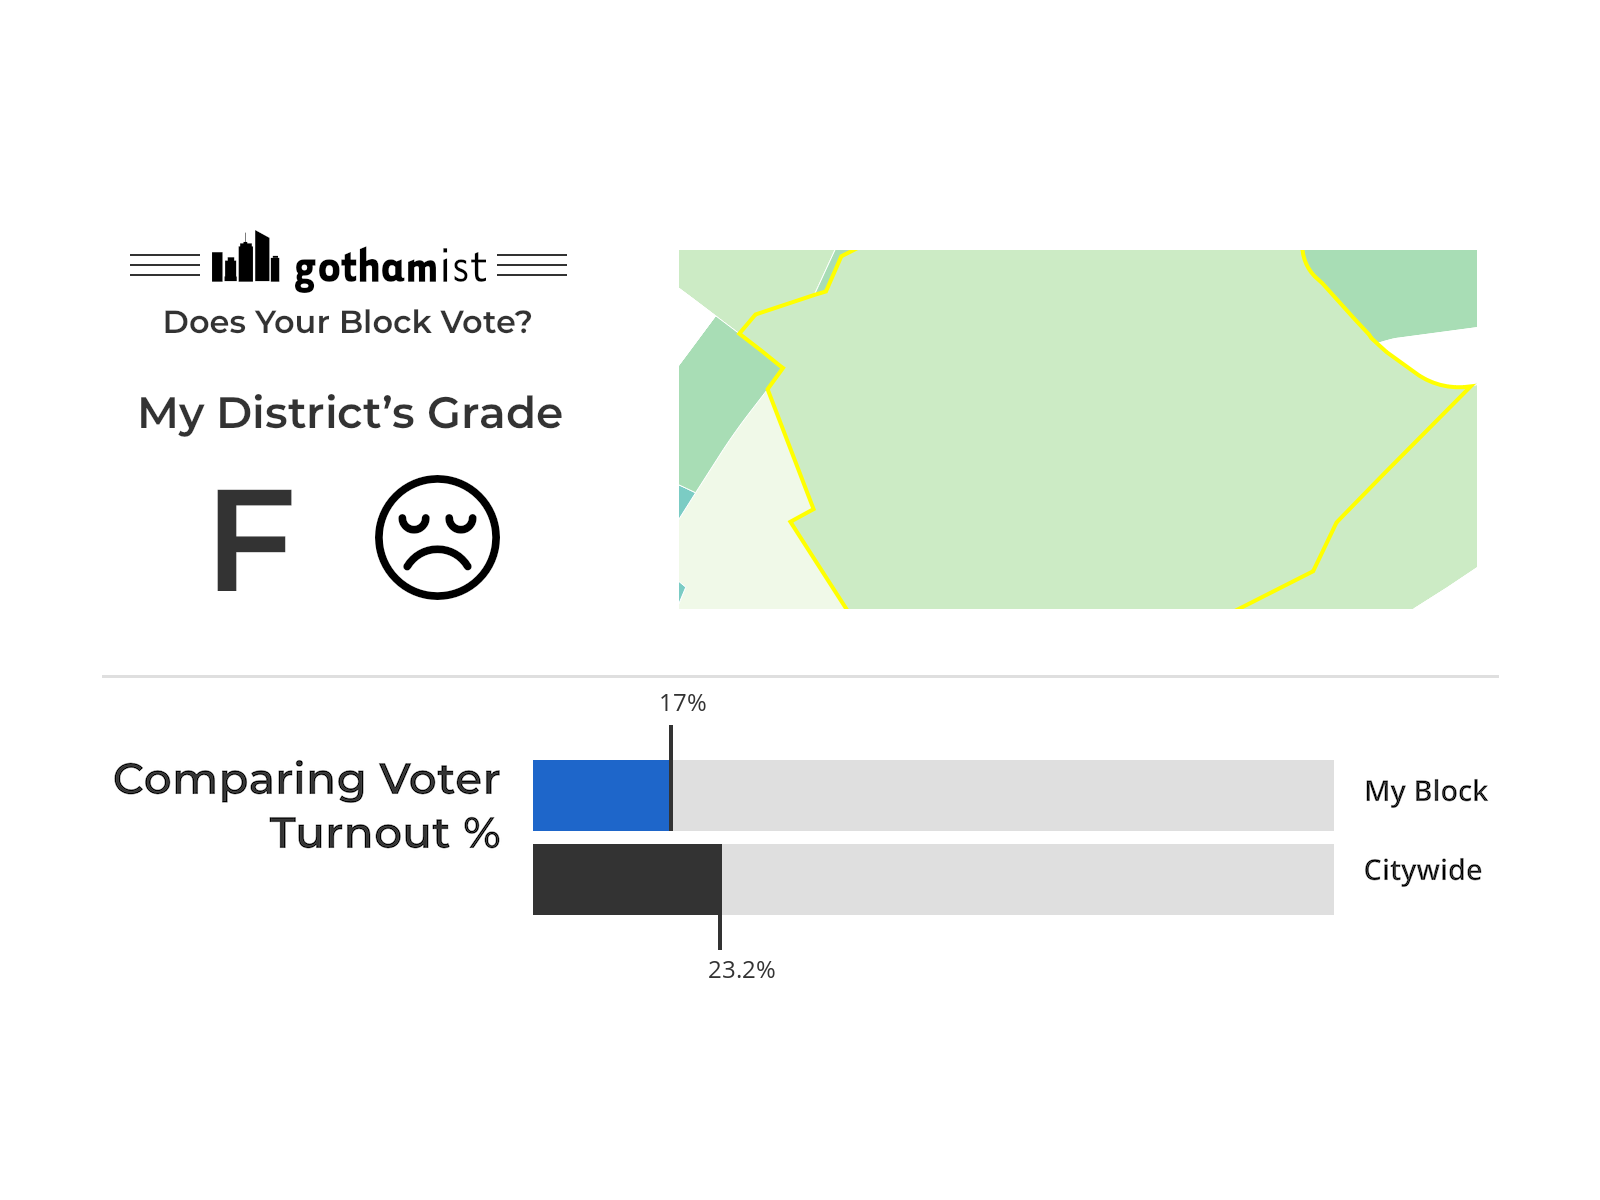 gothamist
Does Your Block Vote?
My District’s Grade
F
17%
Comparing Voter
Turnout %
My Block
Citywide
23.2%